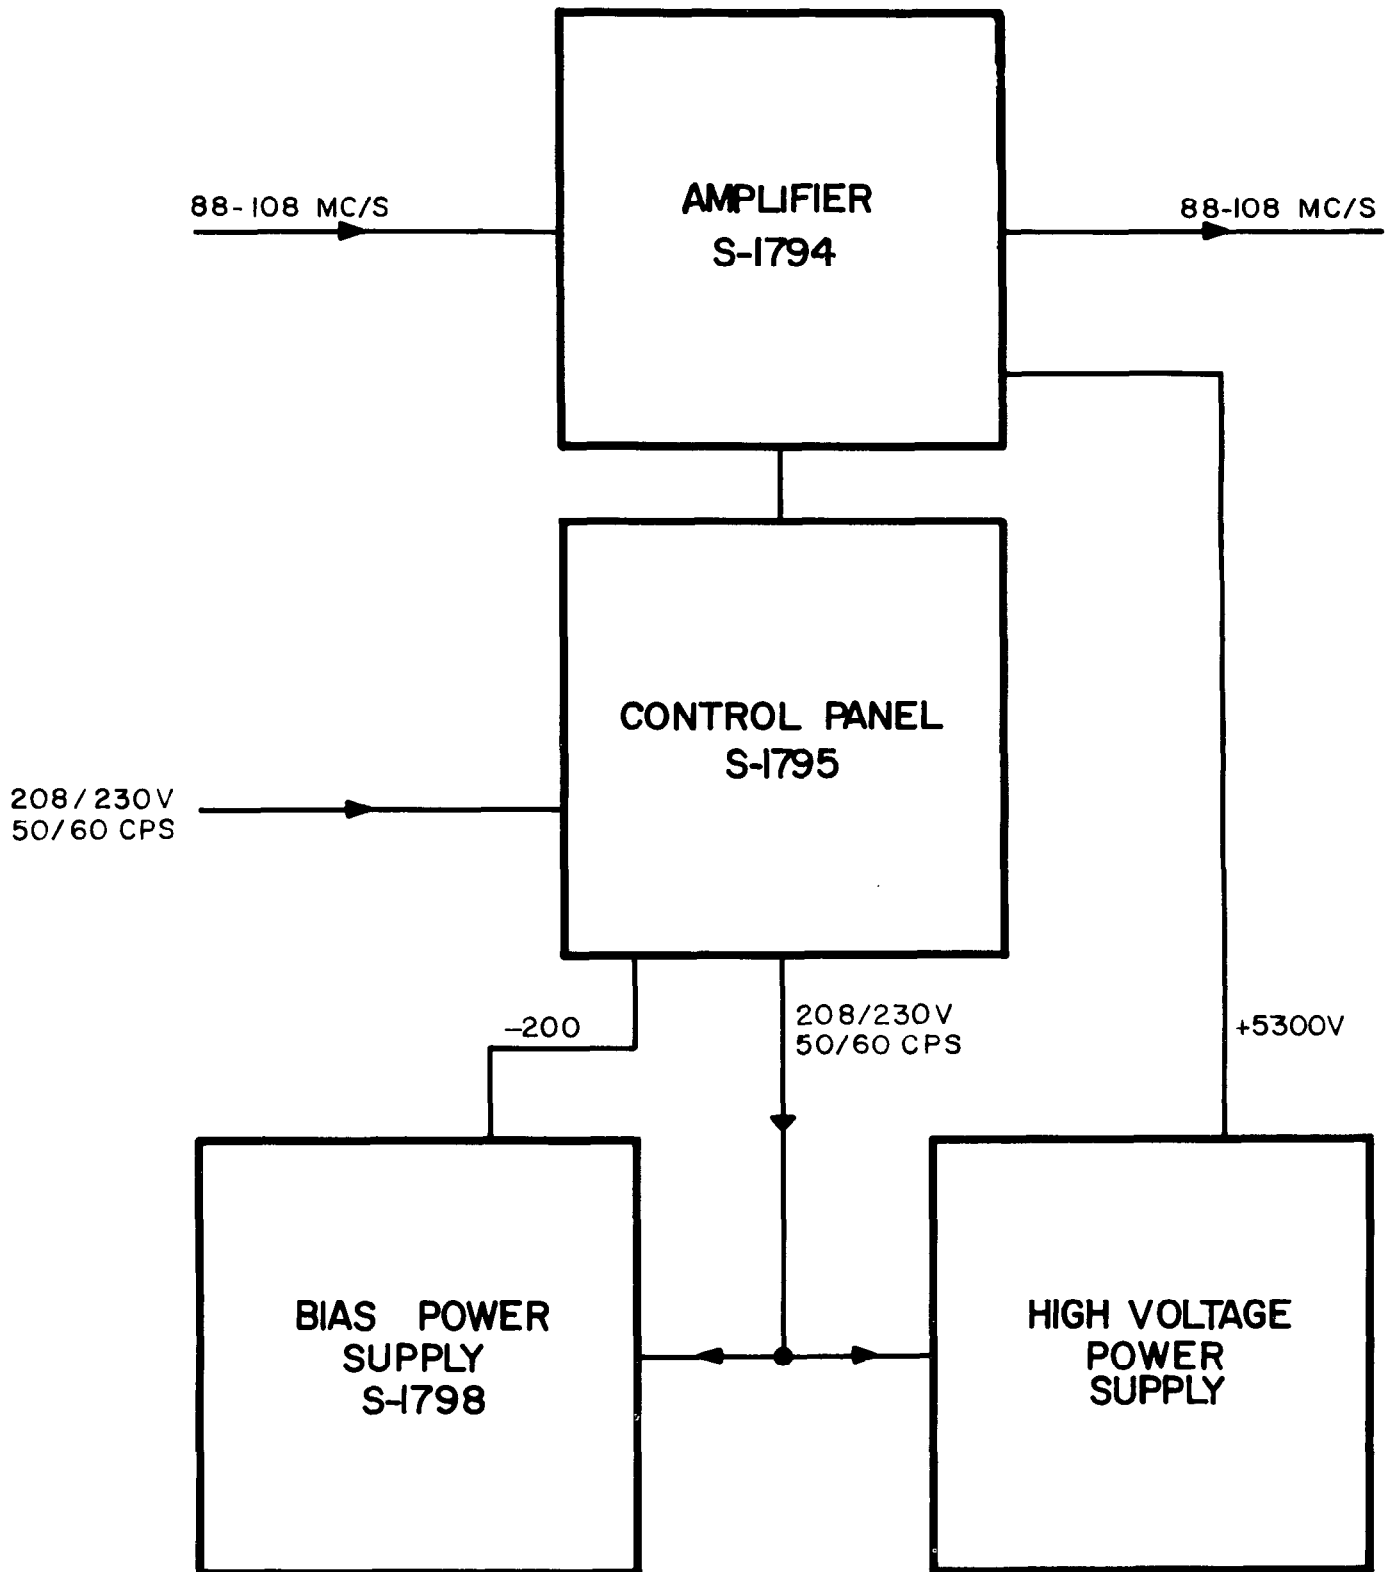 AMPLIFIER
S-1794
88-108 MC/S
88-108 MC/S
CONTROL PANEL
S-1795
208/230V
50/60 CPS
-200
208/230V
50/60 CPS
+5300V
BIAS POWER
SUPPLY
S-1798
HIGH VOLTAGE
POWER
SUPPLY